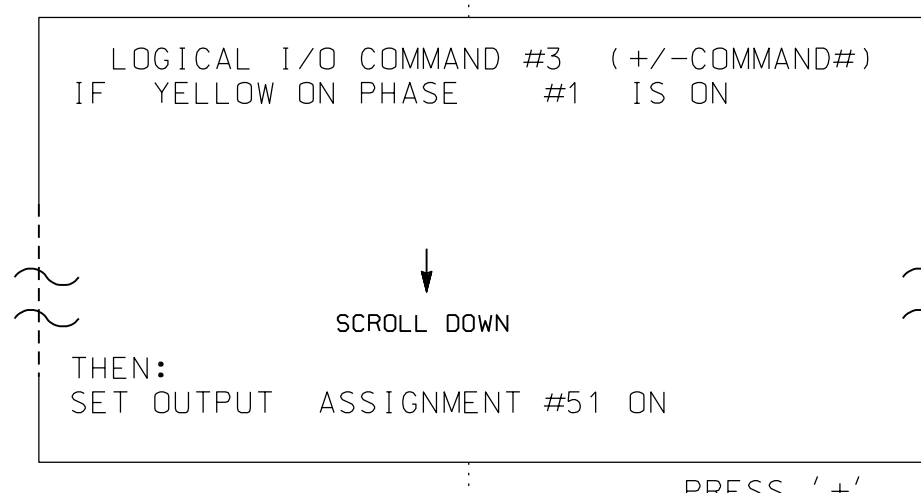 LOGICAL I/O COMMAND #3 (+/-COMMAND#)
IF YELLOW ON PHASE #1 IS ON
SCROLL DOWN
THEN:
SET OUTPUT ASSIGNMENT #51 ON
PRESS '+'